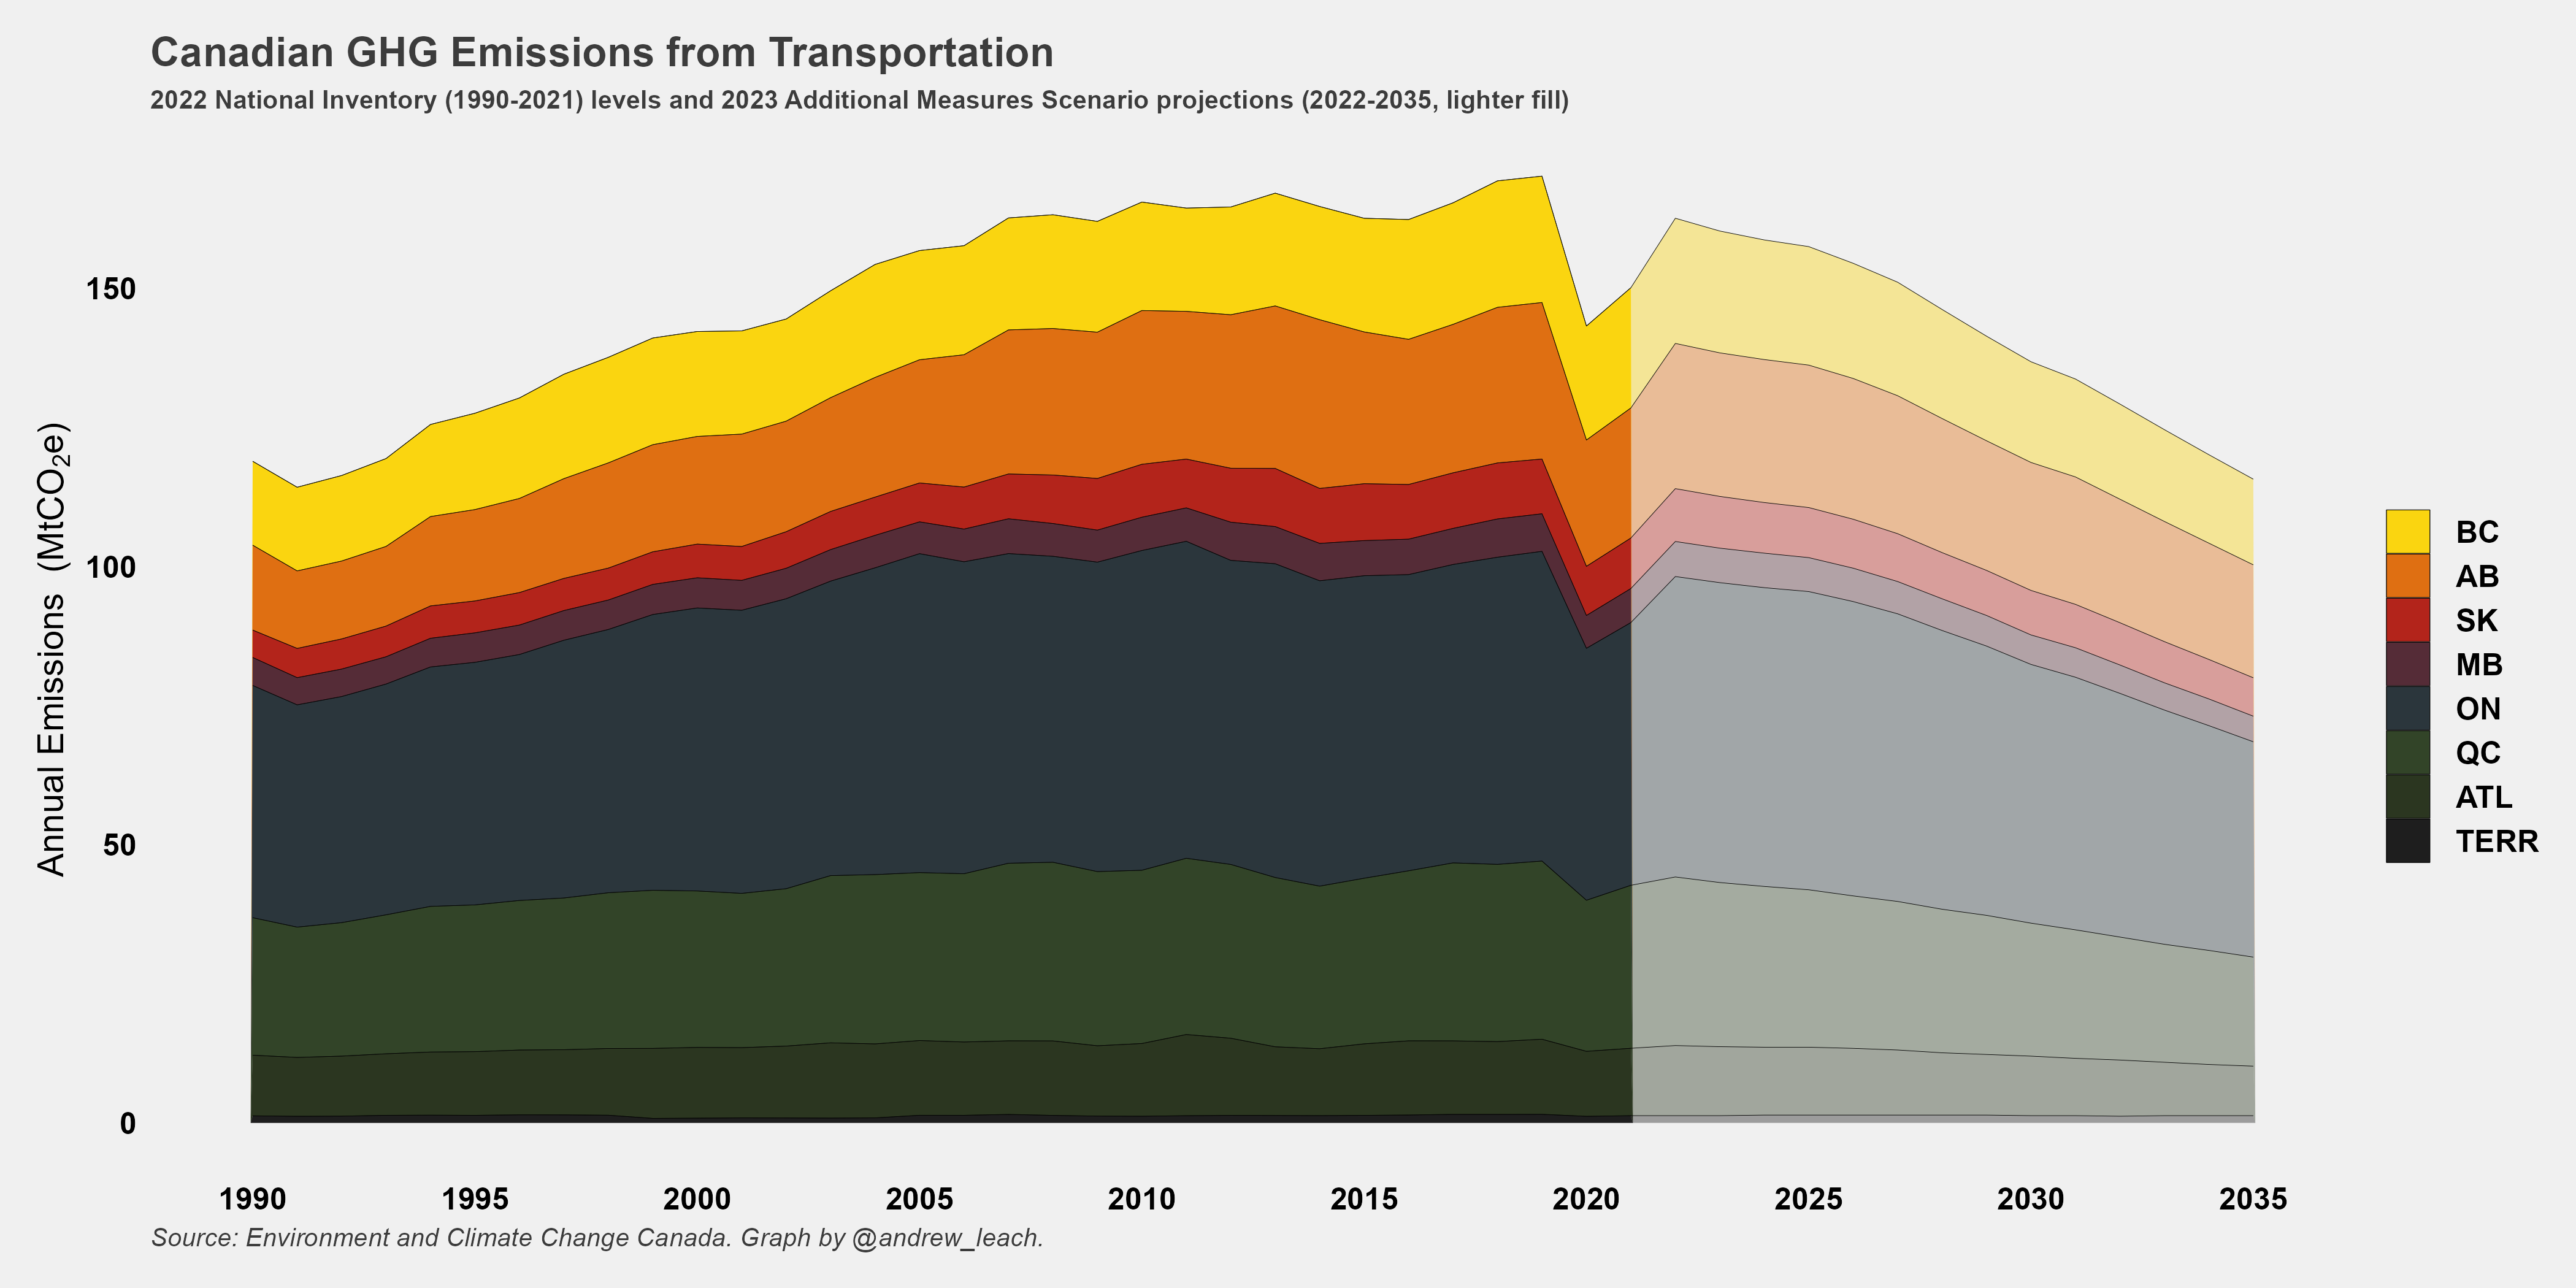 Canadian GHG Emissions from Transportation
2022 National Inventory (1990-2021) levels and 2023 Additional Measures Scenario projections (2022-2035, lighter fill)
Annual Emissions (MtCO₂e)
150
100
50
0
BC
AB
SK
MB
ON
QC
ATL
TERR
1990 1995 2000 2005 2010 2015 2020 2025 2030 2035
Source: Environment and Climate Change Canada. Graph by @andrew_leach.